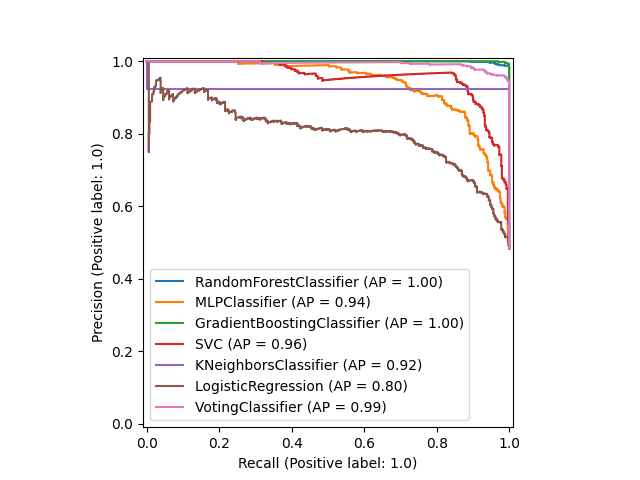 1.0
0.8
0.6
0.4
0.2
0.0
Precision (Positive label: 1.0)
RandomForestClassifier (AP = 1.00)
MLPClassifier (AP = 0.94)
GradientBoostingClassifier (AP = 1.00)
SVC (AP = 0.96)
KNeighborsClassifier (AP = 0.92)
LogisticRegression (AP = 0.80)
VotingClassifier (AP = 0.99)
0.0 0.2 0.4 0.6 0.8 1.0
Recall (Positive label: 1.0)